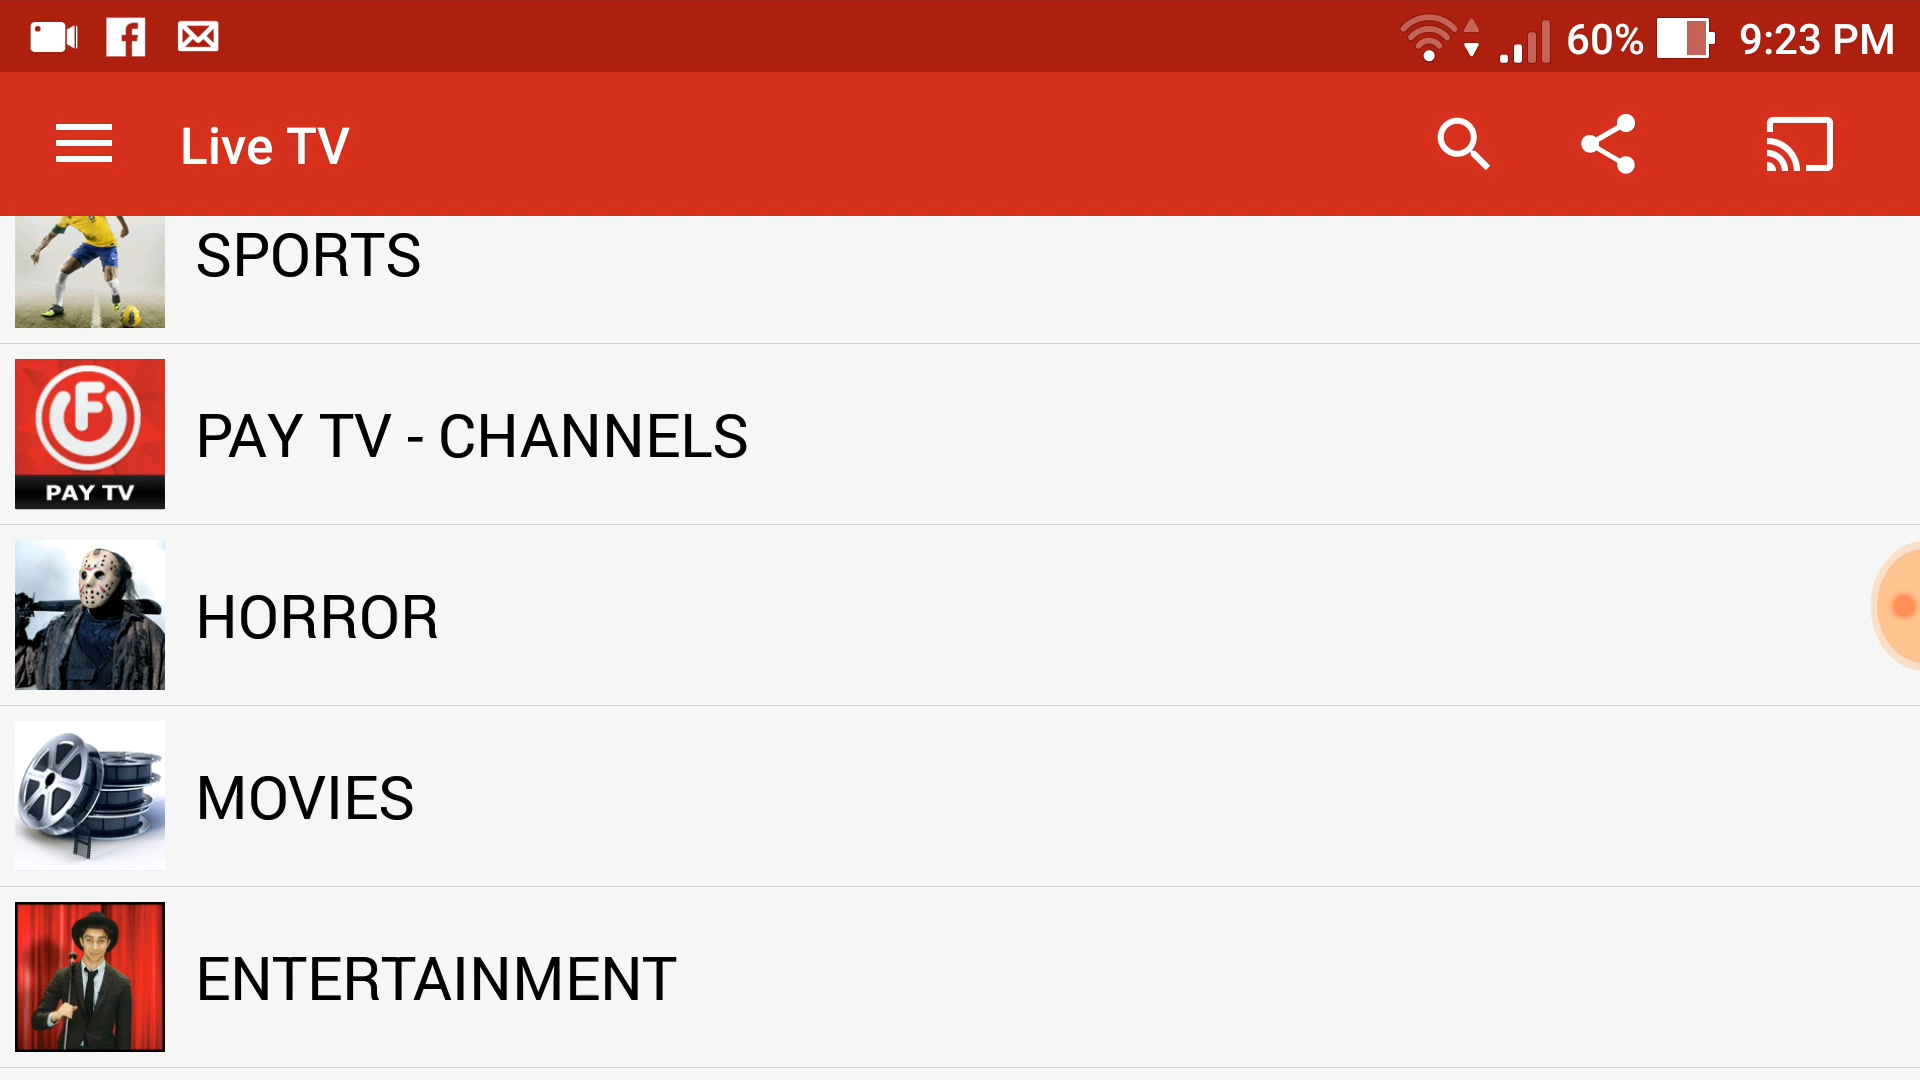 60% 9:23 PM
Live TV
SPORTS
PAY TV
PAY TV - CHANNELS
HORROR
MOVIES
ENTERTAINMENT